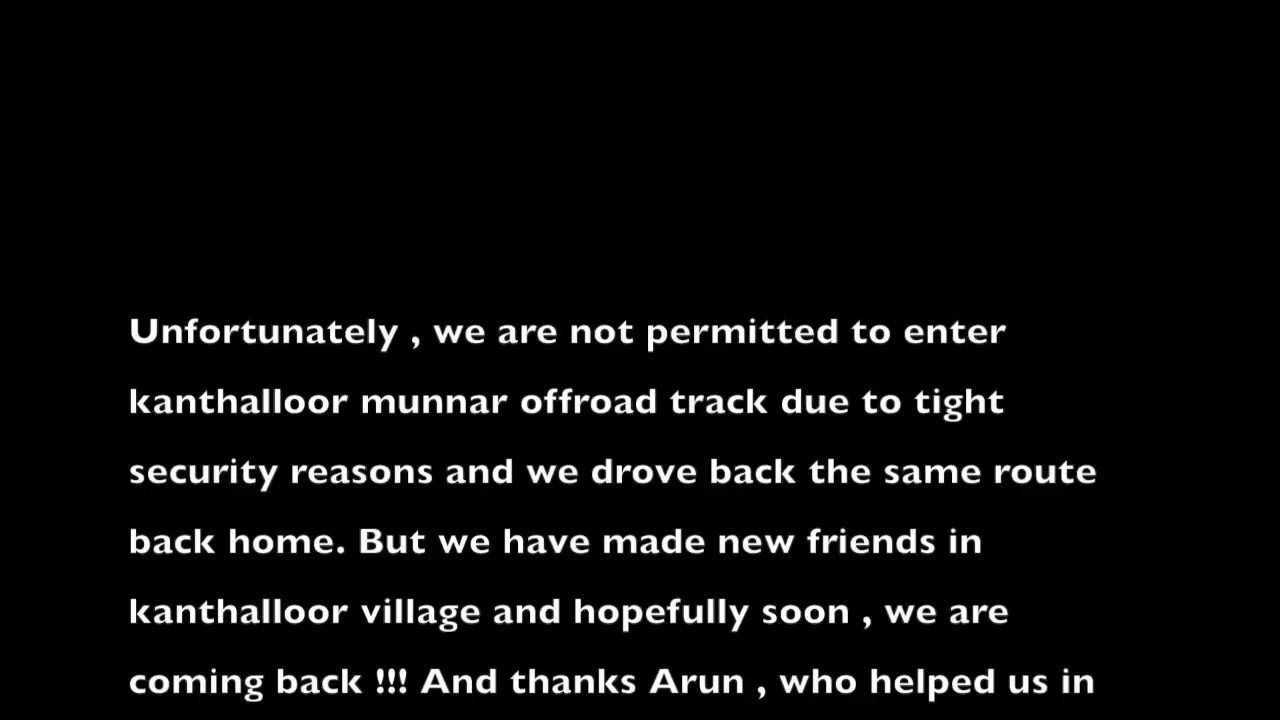 Unfortunately , we are not permitted to enter
kanthalloor munnar offroad track due to tight
security reasons and we drove back the same route
back home. But we have made new friends in
kanthalloor village and hopefully soon , we are
coming back !!! And thanks Arun , who helped us in